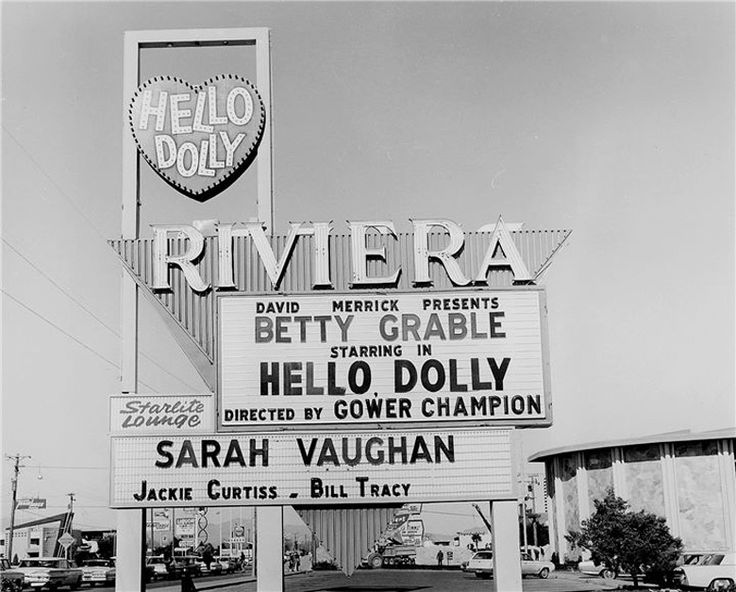 HELLO
DOLLY
RIVIERA
DAVID MERRICK PRESENTS
BETTY GRABLE
STARRING IN
HELLO, DOLLY
DIRECTED BY GOWER CHAMPION
Starlite
Lounge
SARAH VAUGHAN
JACKIE CURTISS - BILL TRACY